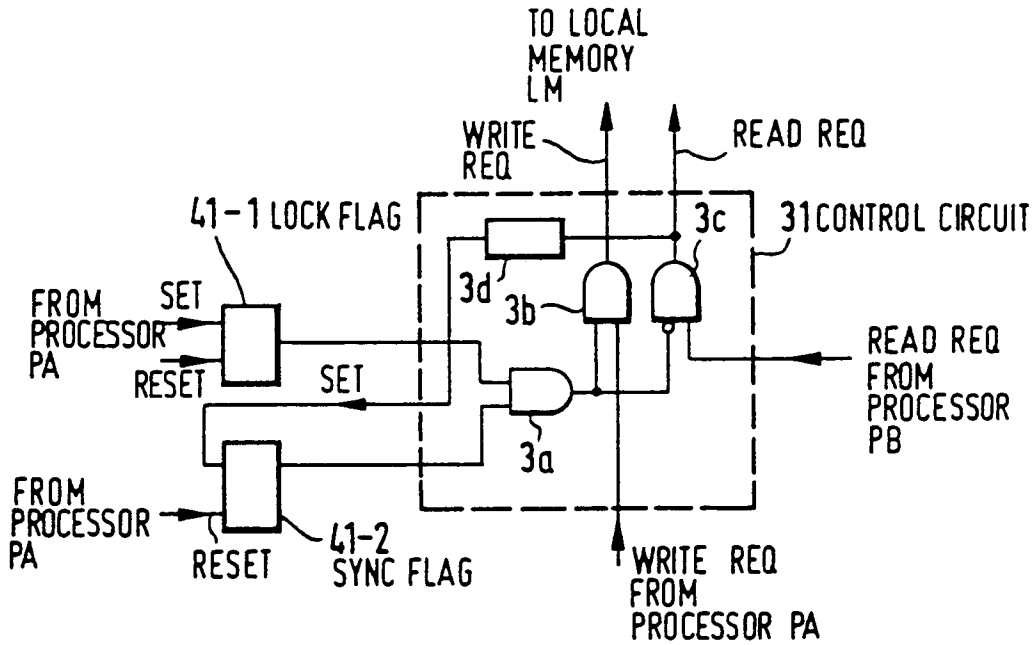 TO LOCAL
MEMORY
LM
WRITE
REQ
READ REQ
41-1 LOCK FLAG
3c
31 CONTROL CIRCUIT
3d
3b
FROM
PROCESSOR
PA
SET
RESET
SET
READ REQ
FROM
PROCESSOR
PB
3a
FROM
PROCESSOR
PA
RESET
41-2
SYNC FLAG
WRITE REQ
FROM
PROCESSOR PA